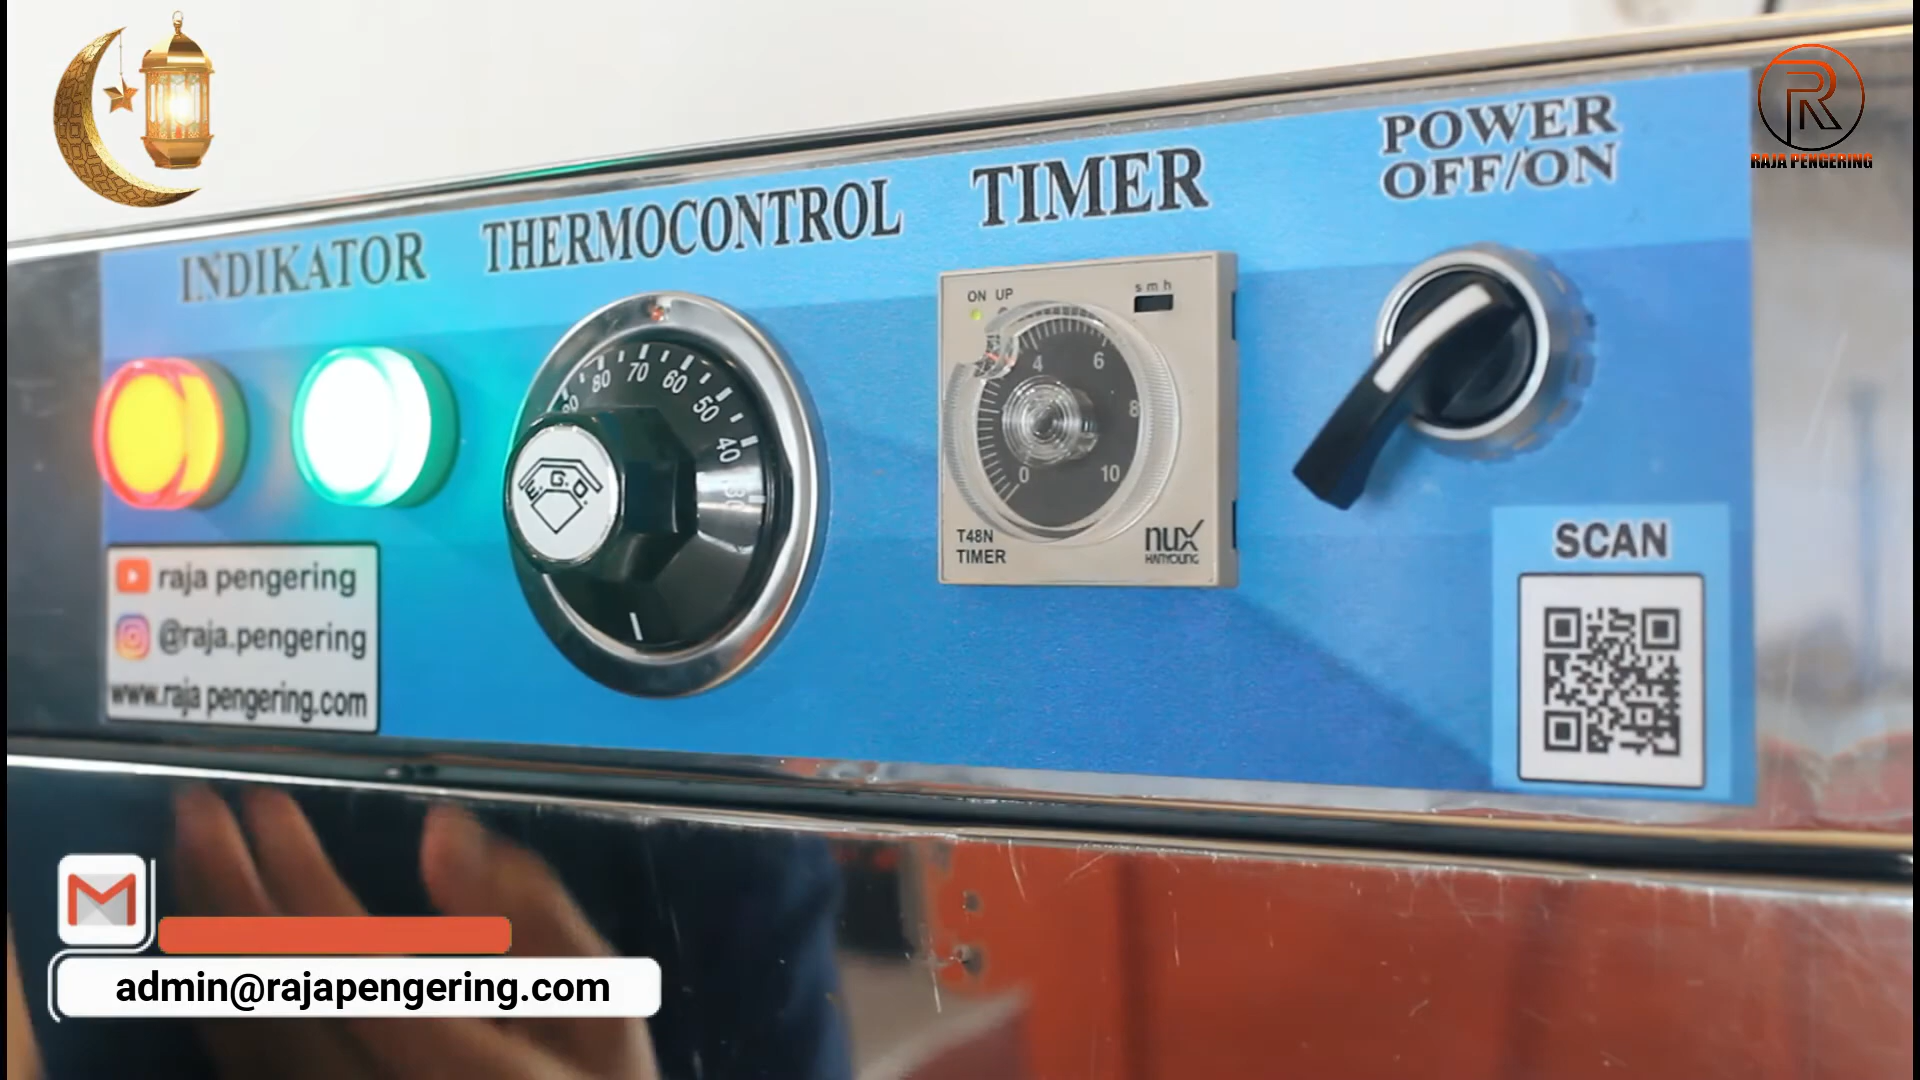 RAJA PENGERING
INDIKATOR
THERMOCONTROL
TIMER
POWER
OFF/ON
80 70 60 50 40
E.G.O.
ON UP
s m h
4 6
8
0 10
T48N
TIMER
nux
HANYOUNG
SCAN
raja pengering
@raja.pengering
www.raja pengering.com
admin@rajapengering.com